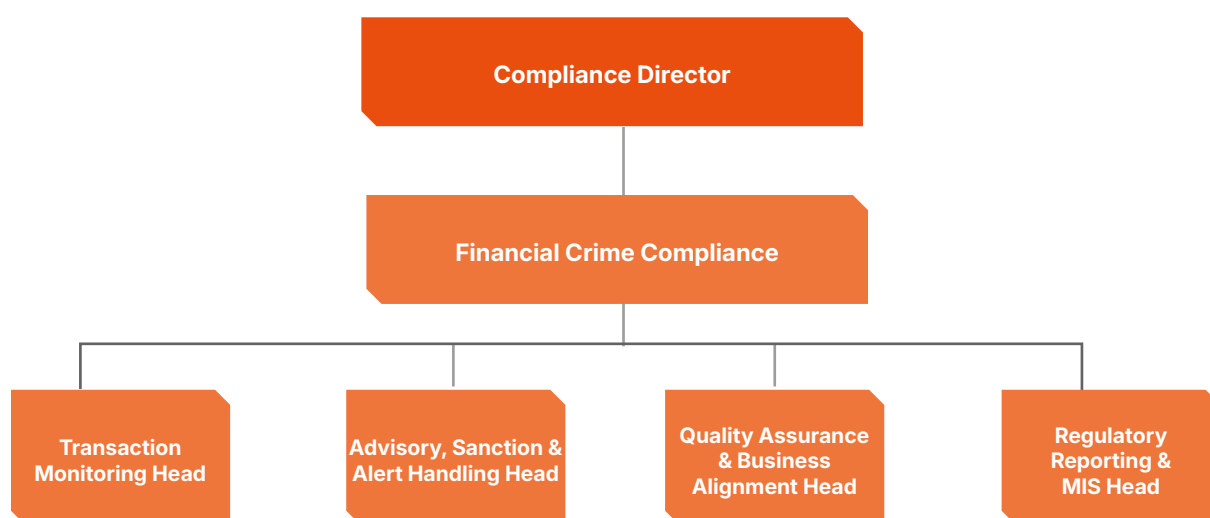 Compliance Director
Financial Crime Compliance
Transaction
Monitoring Head
Advisory, Sanction &
Alert Handling Head
Quality Assurance
& Business
Alignment Head
Regulatory
Reporting &
MIS Head